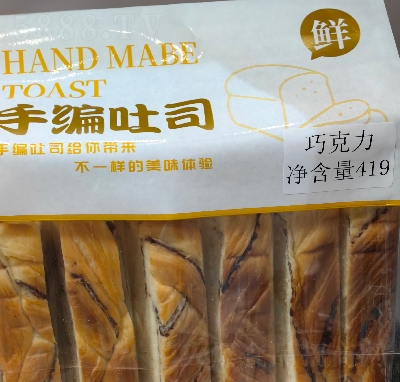 HAND MABE
TOAST
鲜
手编吐司
手编吐司给你带来
不一样的美味体验
巧克力
净含量419